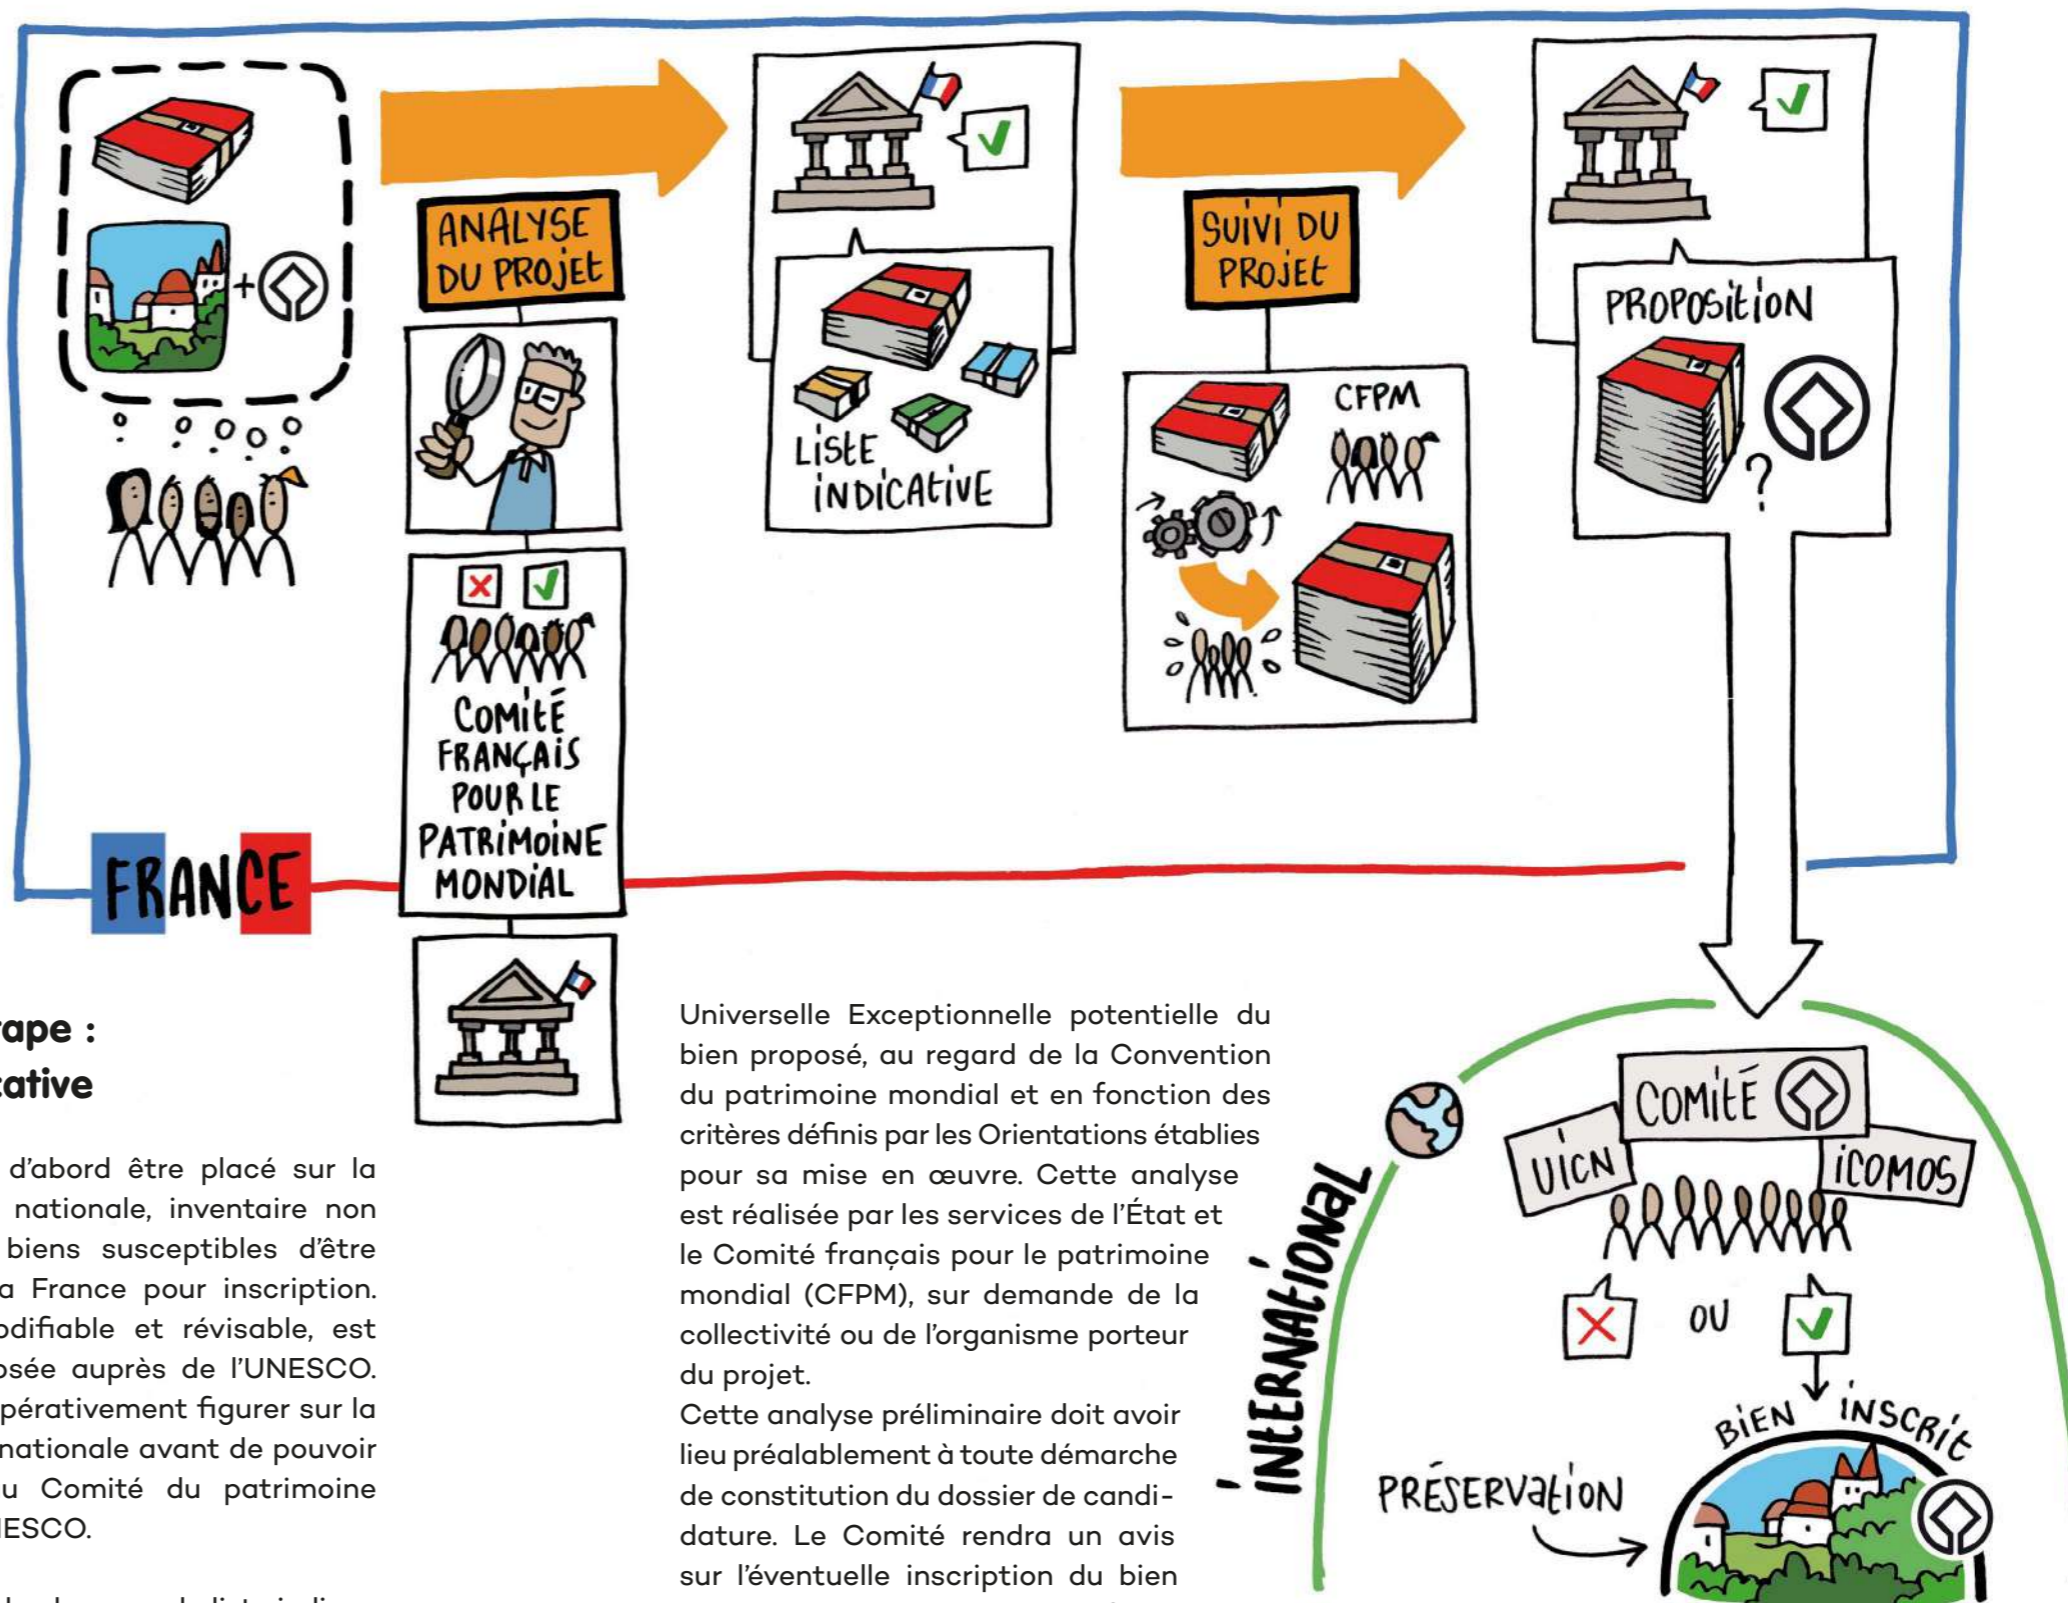 ANALYSE
DU PROJET
COMITÉ
FRANÇAIS
POUR LE
PATRIMOINE
MONDIAL
LISTE
INDICATIVE
SUIVI DU
PROJET
CFPM
PROPOSITION
?
FRANCE
ape :
cative
d'abord être placé sur la
nationale, inventaire non
biens susceptibles d'être
a France pour inscription.
odifiable et révisable, est
osée auprès de l'UNESCO.
pérativement figurer sur la
nationale avant de pouvoir
u Comité du patrimoine
NESCO.
Universelle Exceptionnelle potentielle du
bien proposé, au regard de la Convention
du patrimoine mondial et en fonction des
critères définis par les Orientations établies
pour sa mise en œuvre. Cette analyse
est réalisée par les services de l'État et
le Comité français pour le patrimoine
mondial (CFPM), sur demande de la
collectivité ou de l'organisme porteur
du projet.
Cette analyse préliminaire doit avoir
lieu préalablement à toute démarche
de constitution du dossier de candi-
dature. Le Comité rendra un avis
sur l'éventuelle inscription du bien
INTERNATIONAL
COMITÉ
UICN
ICOMOS
OU
BIEN INSCRIT
PRÉSERVATION